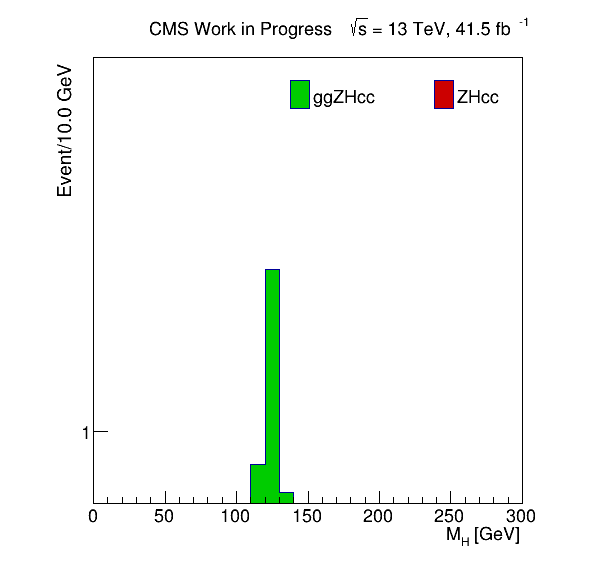 CMS Work in Progress √s = 13 TeV, 41.5 fb⁻¹
Event/10.0 GeV
ggZHcc ZHcc
1
0 50 100 150 200 250 300
M_H [GeV]